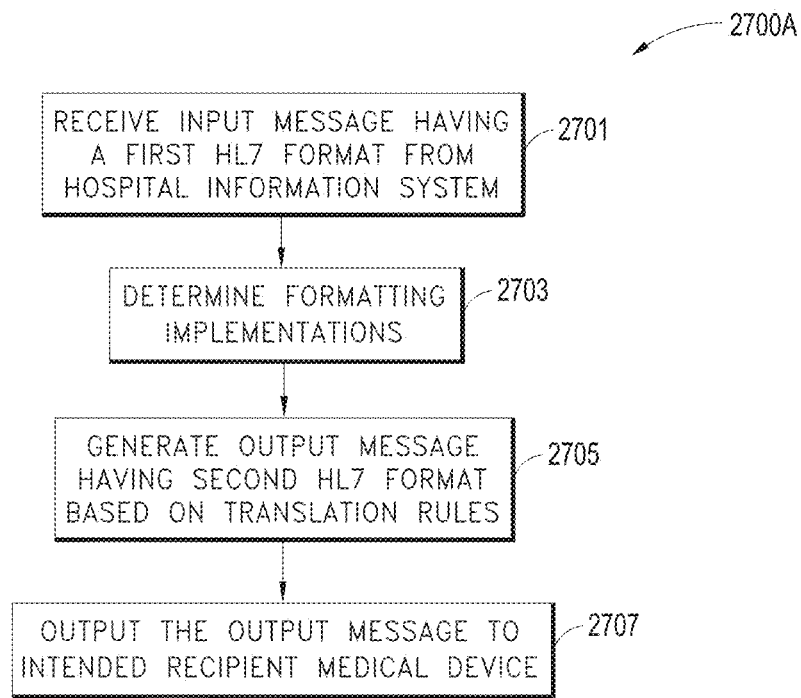 2700A
RECEIVE INPUT MESSAGE HAVING
A FIRST HL7 FORMAT FROM
HOSPITAL INFORMATION SYSTEM
2701
DETERMINE FORMATTING
IMPLEMENTATIONS
2703
GENERATE OUTPUT MESSAGE
HAVING SECOND HL7 FORMAT
BASED ON TRANSLATION RULES
2705
OUTPUT THE OUTPUT MESSAGE TO
INTENDED RECIPIENT MEDICAL DEVICE
2707